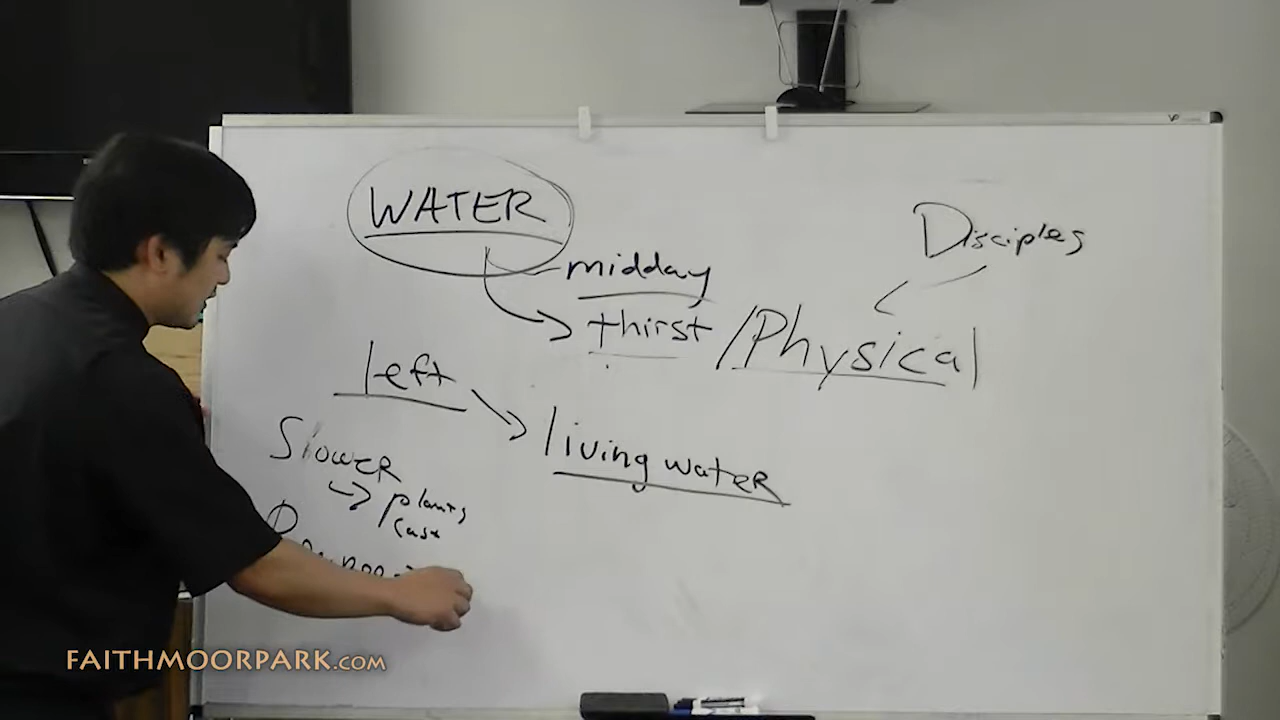 WATER
Disciples
midday
thirst /Physical
left
living water
Slower
plants
FAITHMOORPARK.COM